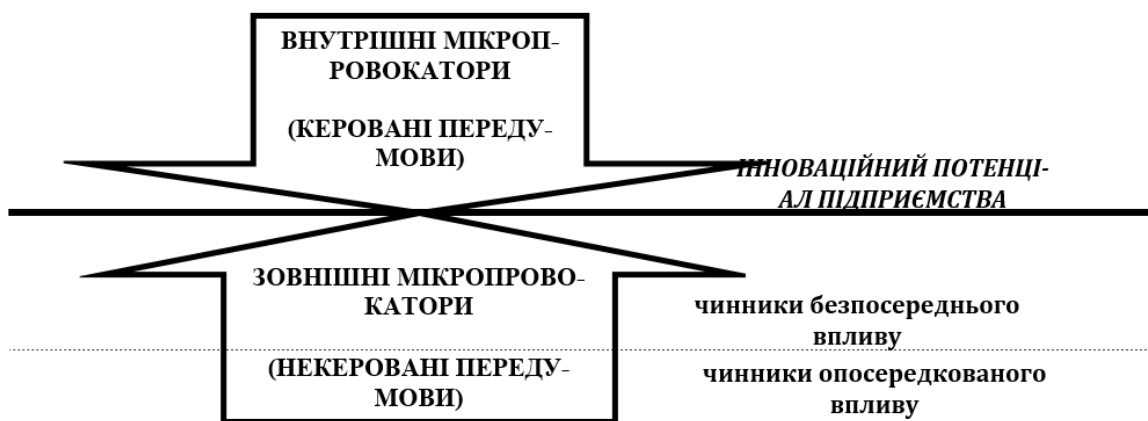 ВНУТРІШНІ МІКРОП-
РОВОКАТОРИ
(КЕРОВАНІ ПЕРЕДУ-
МОВИ)
ІННОВАЦІЙНИЙ ПОТЕНЦІ-
АЛ ПІДПРИЄМСТВА
ЗОВНІШНІ МІКРОПРОВО-
КАТОРИ
чинники безпосереднього
впливу
(НЕКЕРОВАНІ ПЕРЕДУ-
МОВИ)
чинники опосередкованого
впливу